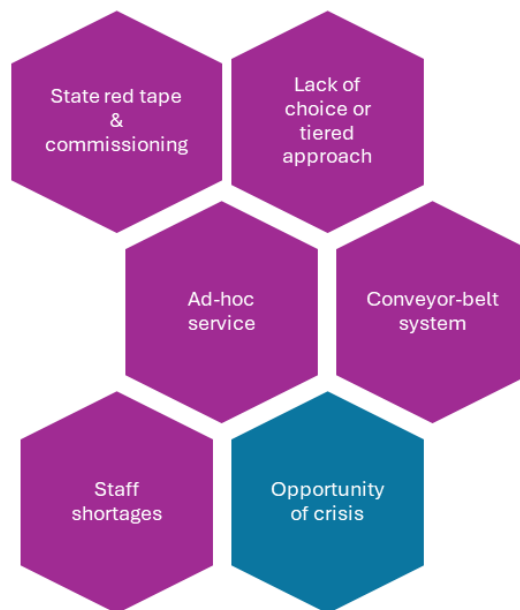 State red tape
&
commissioning
Lack of
choice or
tiered
approach
Ad-hoc
service
Conveyor-belt
system
Staff
shortages
Opportunity
of crisis